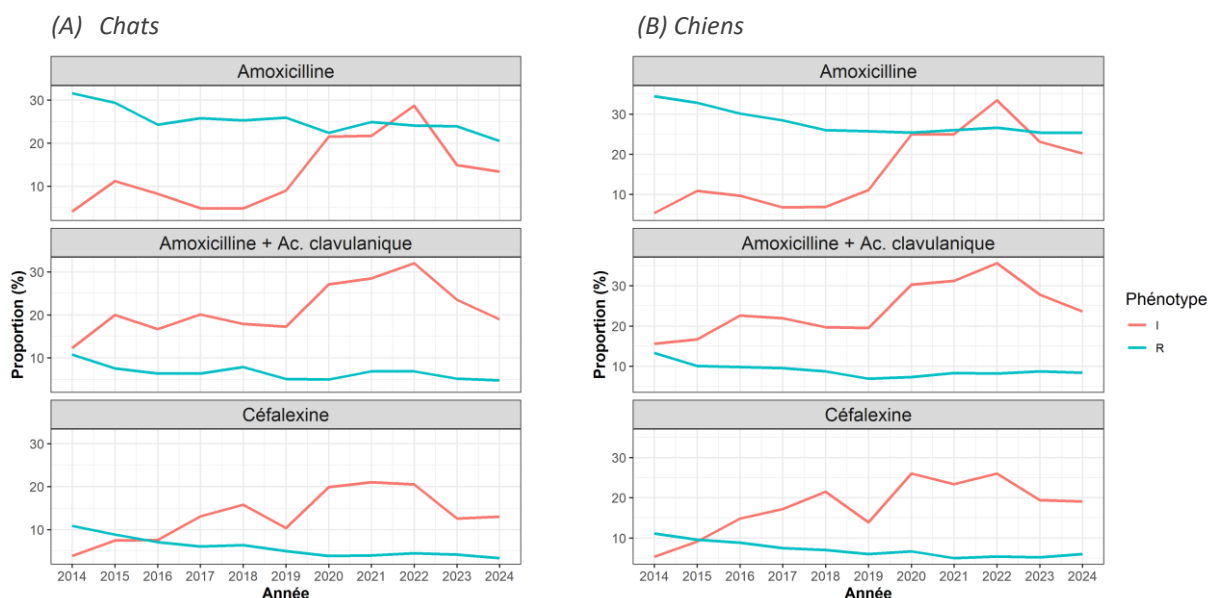 (A) Chats
Amoxicilline
30
20
10
Amoxicilline + Ac. clavulanique
30
20
10
Céfalexine
30
20
10
2014 2015 2016 2017 2018 2019 2020 2021 2022 2023 2024
Année
Proportion (%)
(B) Chiens
Amoxicilline
30
20
10
Amoxicilline + Ac. clavulanique
30
20
10
Céfalexine
30
20
10
2014 2015 2016 2017 2018 2019 2020 2021 2022 2023 2024
Année
Proportion (%)
Phénotype
I
R